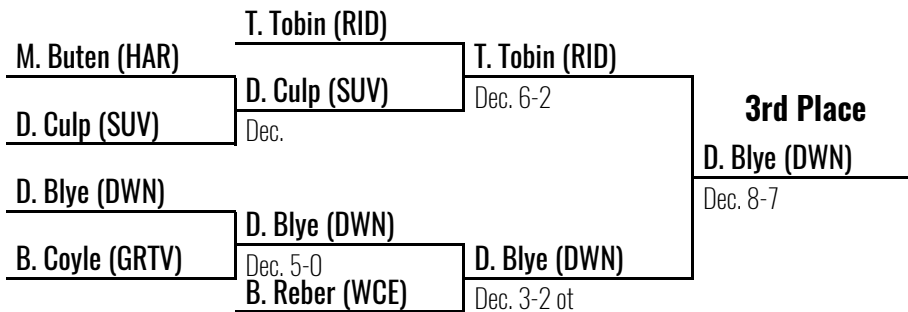 T. Tobin (RID)
M. Buten (HAR)
T. Tobin (RID)
D. Culp (SUV)
Dec. 6-2
3rd Place
D. Culp (SUV)
Dec.
D. Blye (DWN)
D. Blye (DWN)
Dec. 8-7
D. Blye (DWN)
B. Coyle (GRTV)
Dec. 5-0
D. Blye (DWN)
B. Reber (WCE)
Dec. 3-2 ot